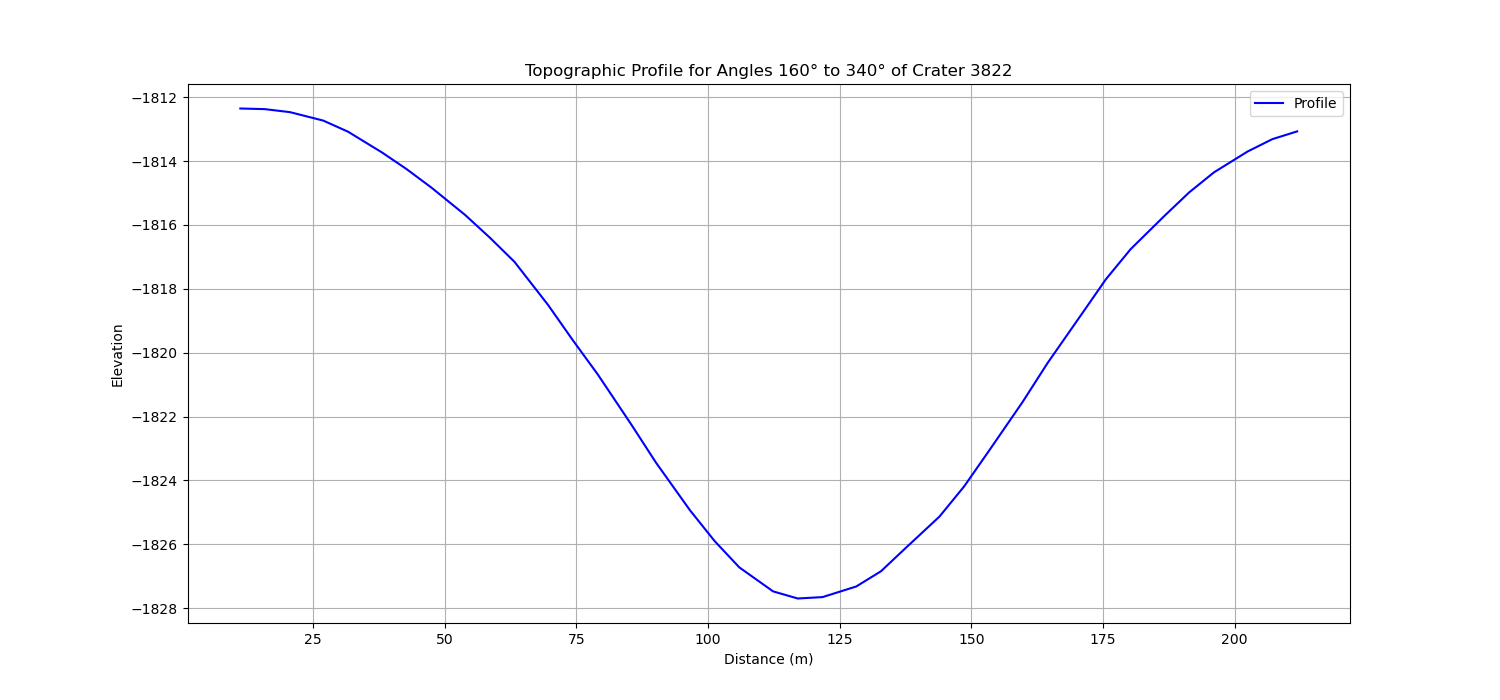 Topographic Profile for Angles 160° to 340° of Crater 3822
Profile
−1812
−1814
−1816
−1818
−1820
−1822
−1824
−1826
−1828
Elevation
25 50 75 100 125 150 175 200
Distance (m)